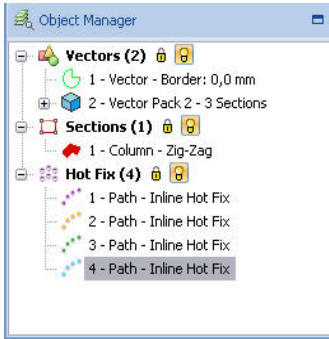 Object Manager
Vectors (2)
1 - Vector - Border: 0,0 mm
2 - Vector Pack 2 - 3 Sections
Sections (1)
1 - Column - Zig-Zag
Hot Fix (4)
1 - Path - Inline Hot Fix
2 - Path - Inline Hot Fix
3 - Path - Inline Hot Fix
4 - Path - Inline Hot Fix